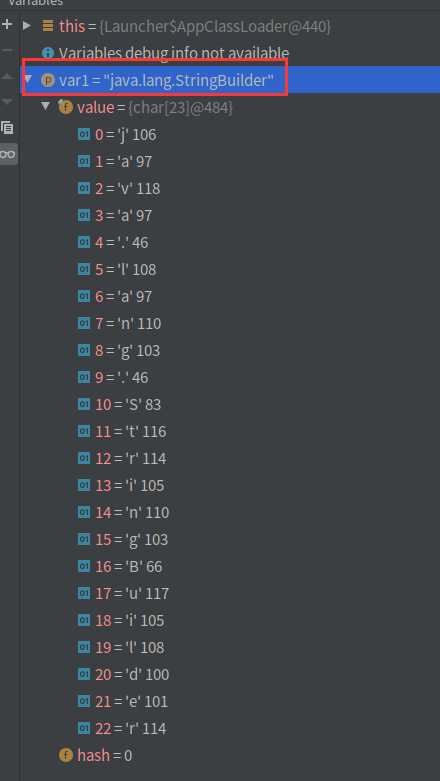 Variables
this = {Launcher$AppClassLoader@440}
Variables debug info not available
var1 = "java.lang.StringBuilder"
value = {char[23]@484}
0 = 'j' 106
1 = 'a' 97
2 = 'v' 118
3 = 'a' 97
4 = '.' 46
5 = 'l' 108
6 = 'a' 97
7 = 'n' 110
8 = 'g' 103
9 = '.' 46
10 = 'S' 83
11 = 't' 116
12 = 'r' 114
13 = 'i' 105
14 = 'n' 110
15 = 'g' 103
16 = 'B' 66
17 = 'u' 117
18 = 'i' 105
19 = 'l' 108
20 = 'd' 100
21 = 'e' 101
22 = 'r' 114
hash = 0